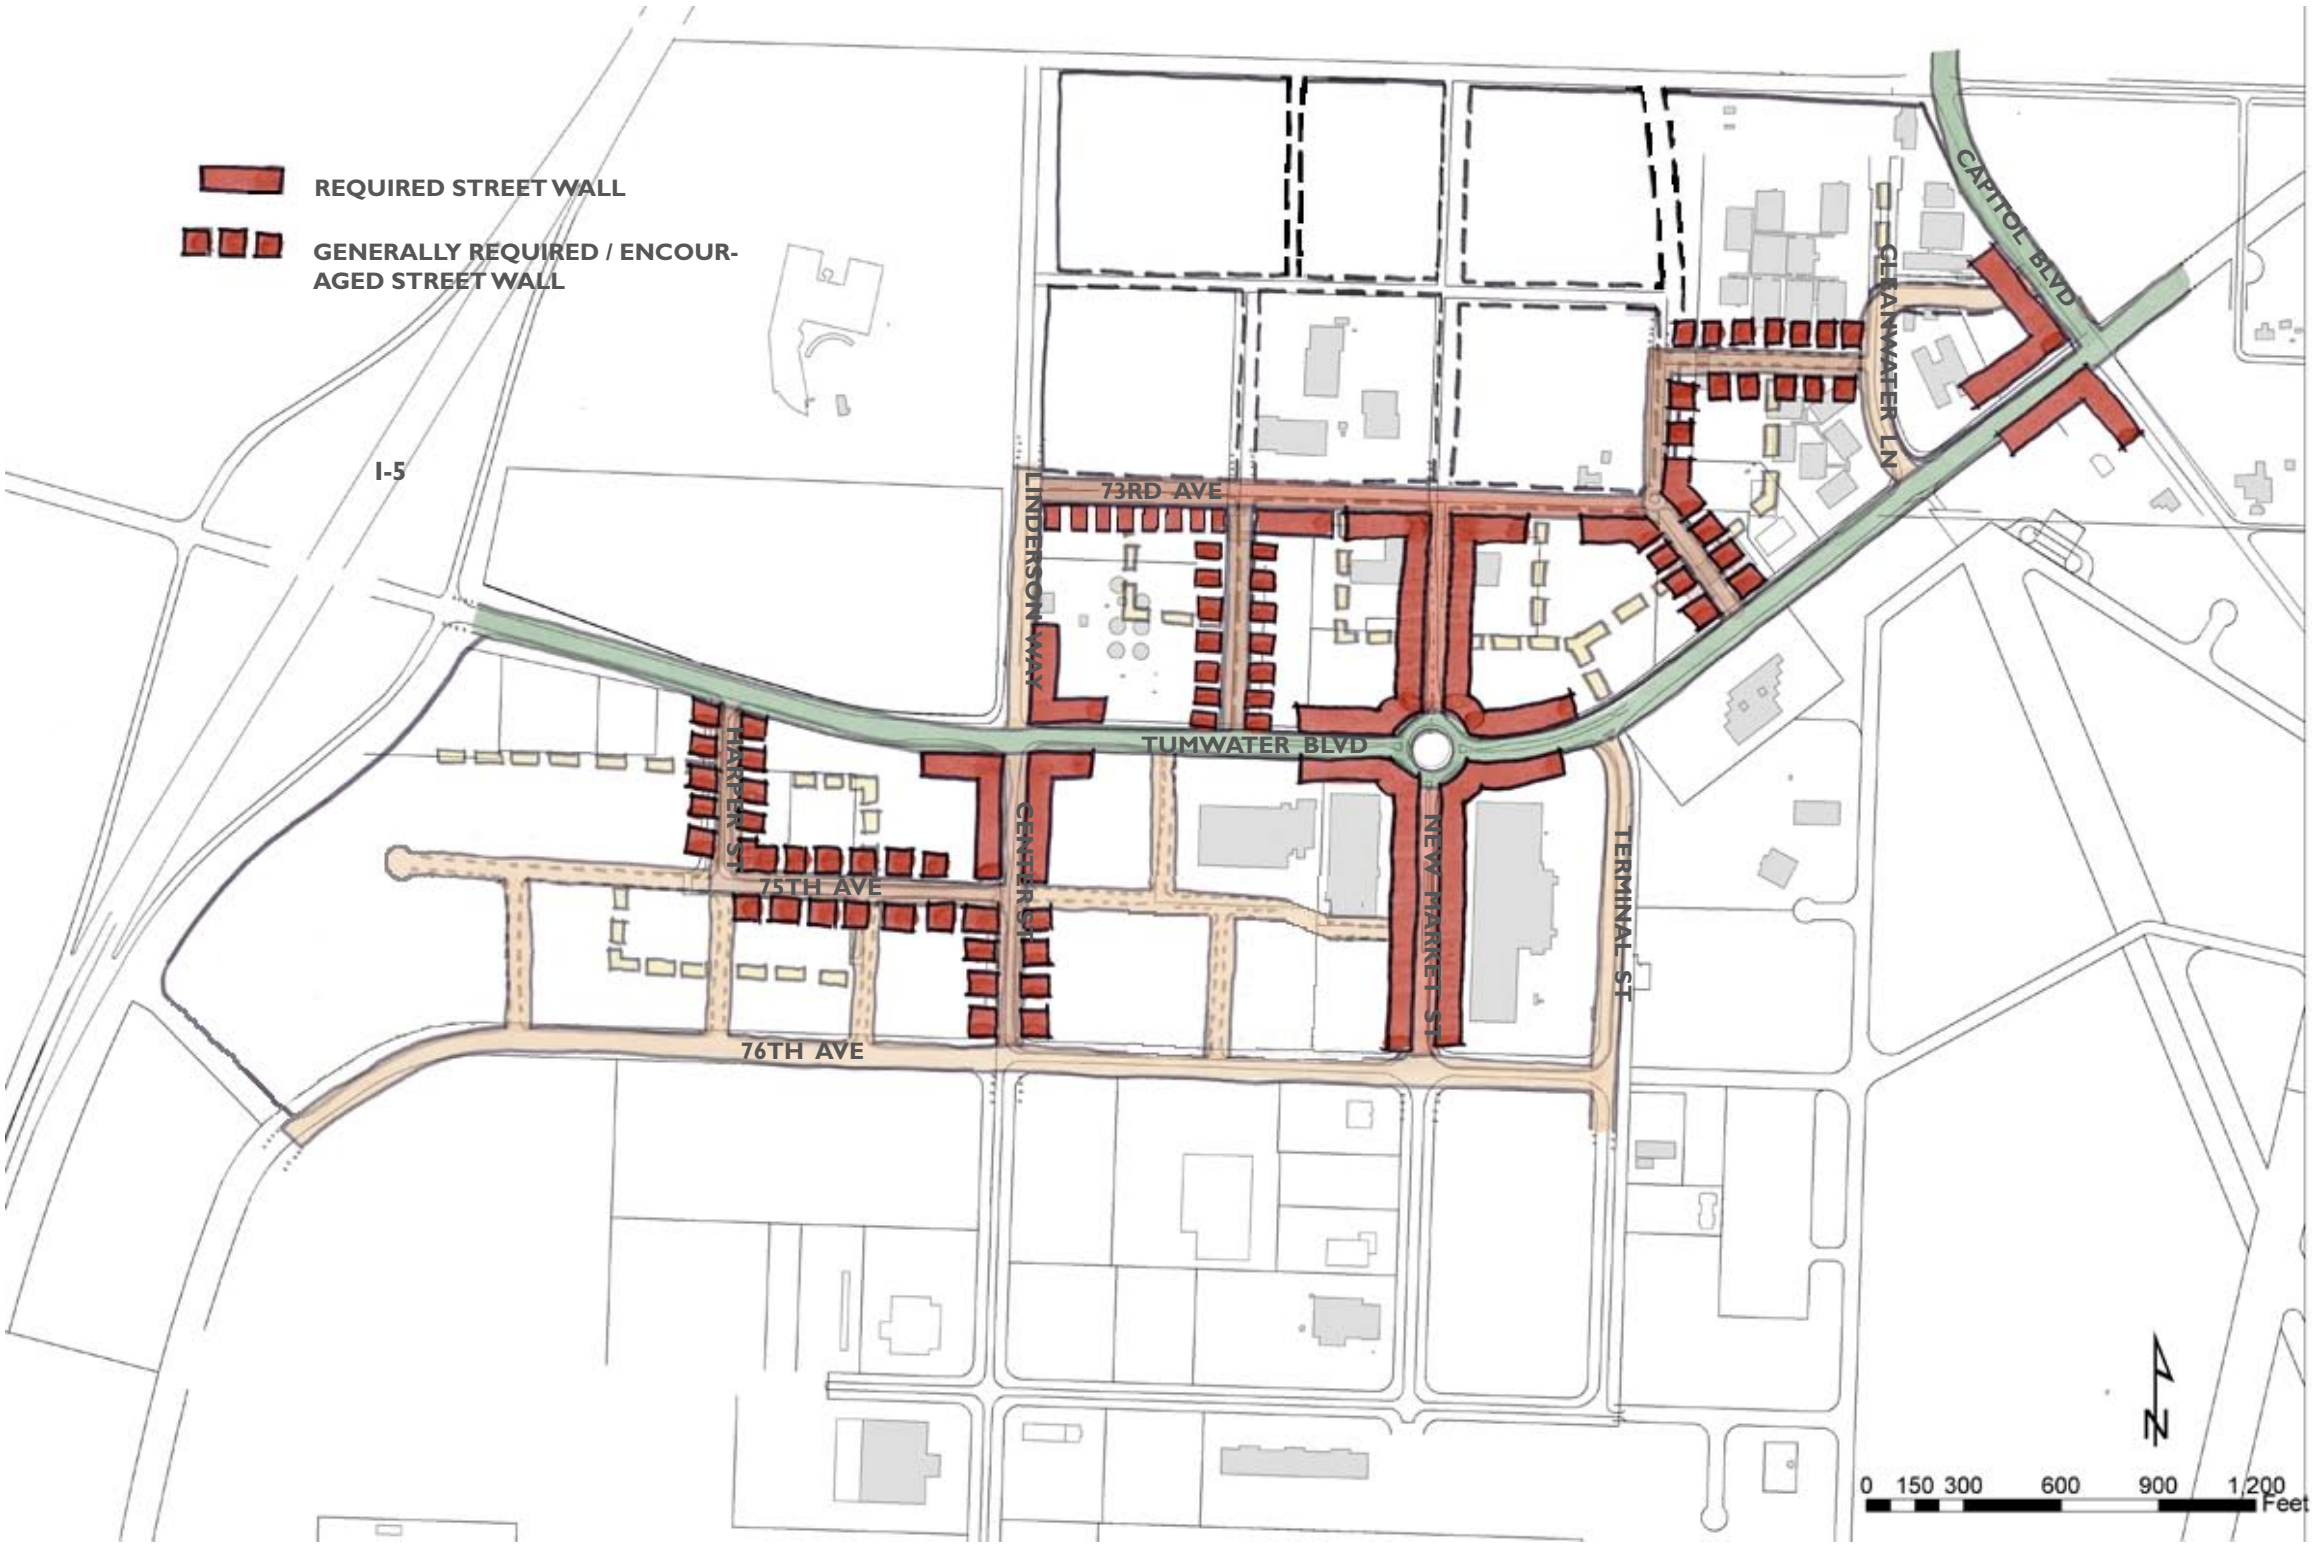 REQUIRED STREET WALL
GENERALLY REQUIRED / ENCOUR-
AGED STREET WALL
CAPITOL BLVD
CLEANWATER LN
I-5
73RD AVE
LINDERSON WAY
TUMWATER BLVD
HARPER ST
CENTER ST
NEW MARKET ST
TERMINAL ST
75TH AVE
76TH AVE
N
0 150 300 600 900 1,200
Feet